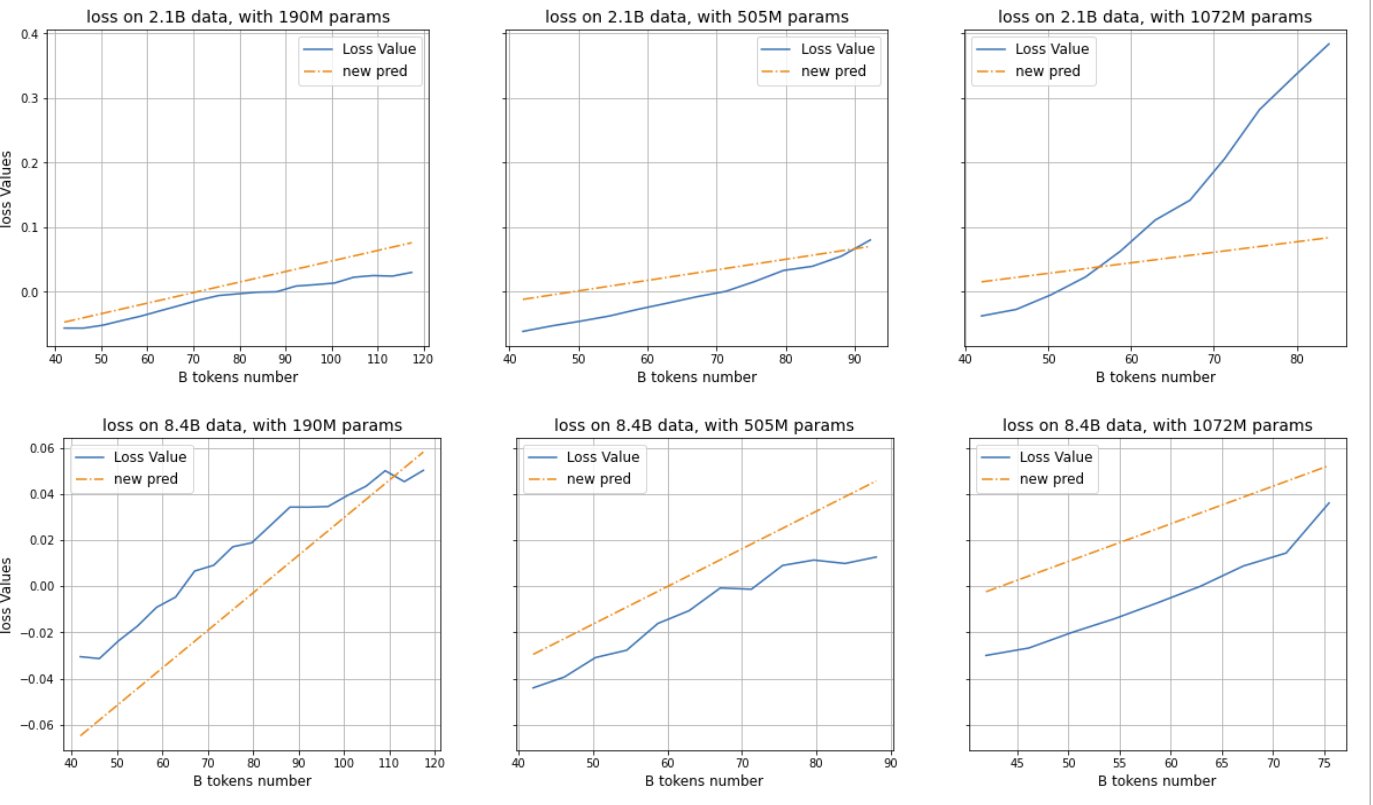 loss on 2.1B data, with 190M params
loss on 2.1B data, with 505M params
loss on 2.1B data, with 1072M params
loss Values
0.4
0.3
0.2
0.1
0.0
Loss Value
new pred
Loss Value
new pred
Loss Value
new pred
40 50 60 70 80 90 100 110 120
40 50 60 70 80 90
40 50 60 70 80
B tokens number
B tokens number
B tokens number
loss on 8.4B data, with 190M params
loss on 8.4B data, with 505M params
loss on 8.4B data, with 1072M params
loss Values
0.06
0.04
0.02
0.00
−0.02
−0.04
−0.06
Loss Value
new pred
Loss Value
new pred
Loss Value
new pred
40 50 60 70 80 90 100 110 120
40 50 60 70 80 90
45 50 55 60 65 70 75
B tokens number
B tokens number
B tokens number